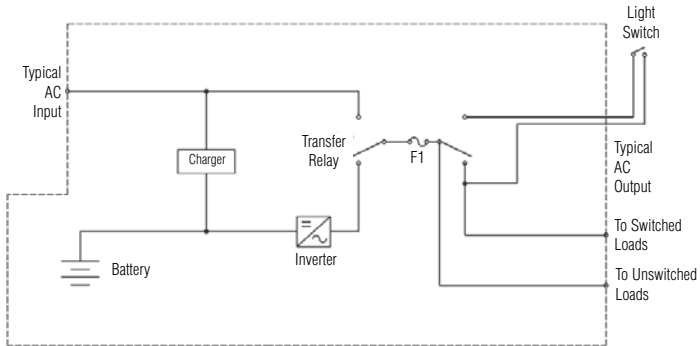 Light
Switch
Typical
AC
Input
Transfer
Relay
F1
Charger
Typical
AC
Output
To Switched
Loads
Inverter
Battery
To Unswitched
Loads